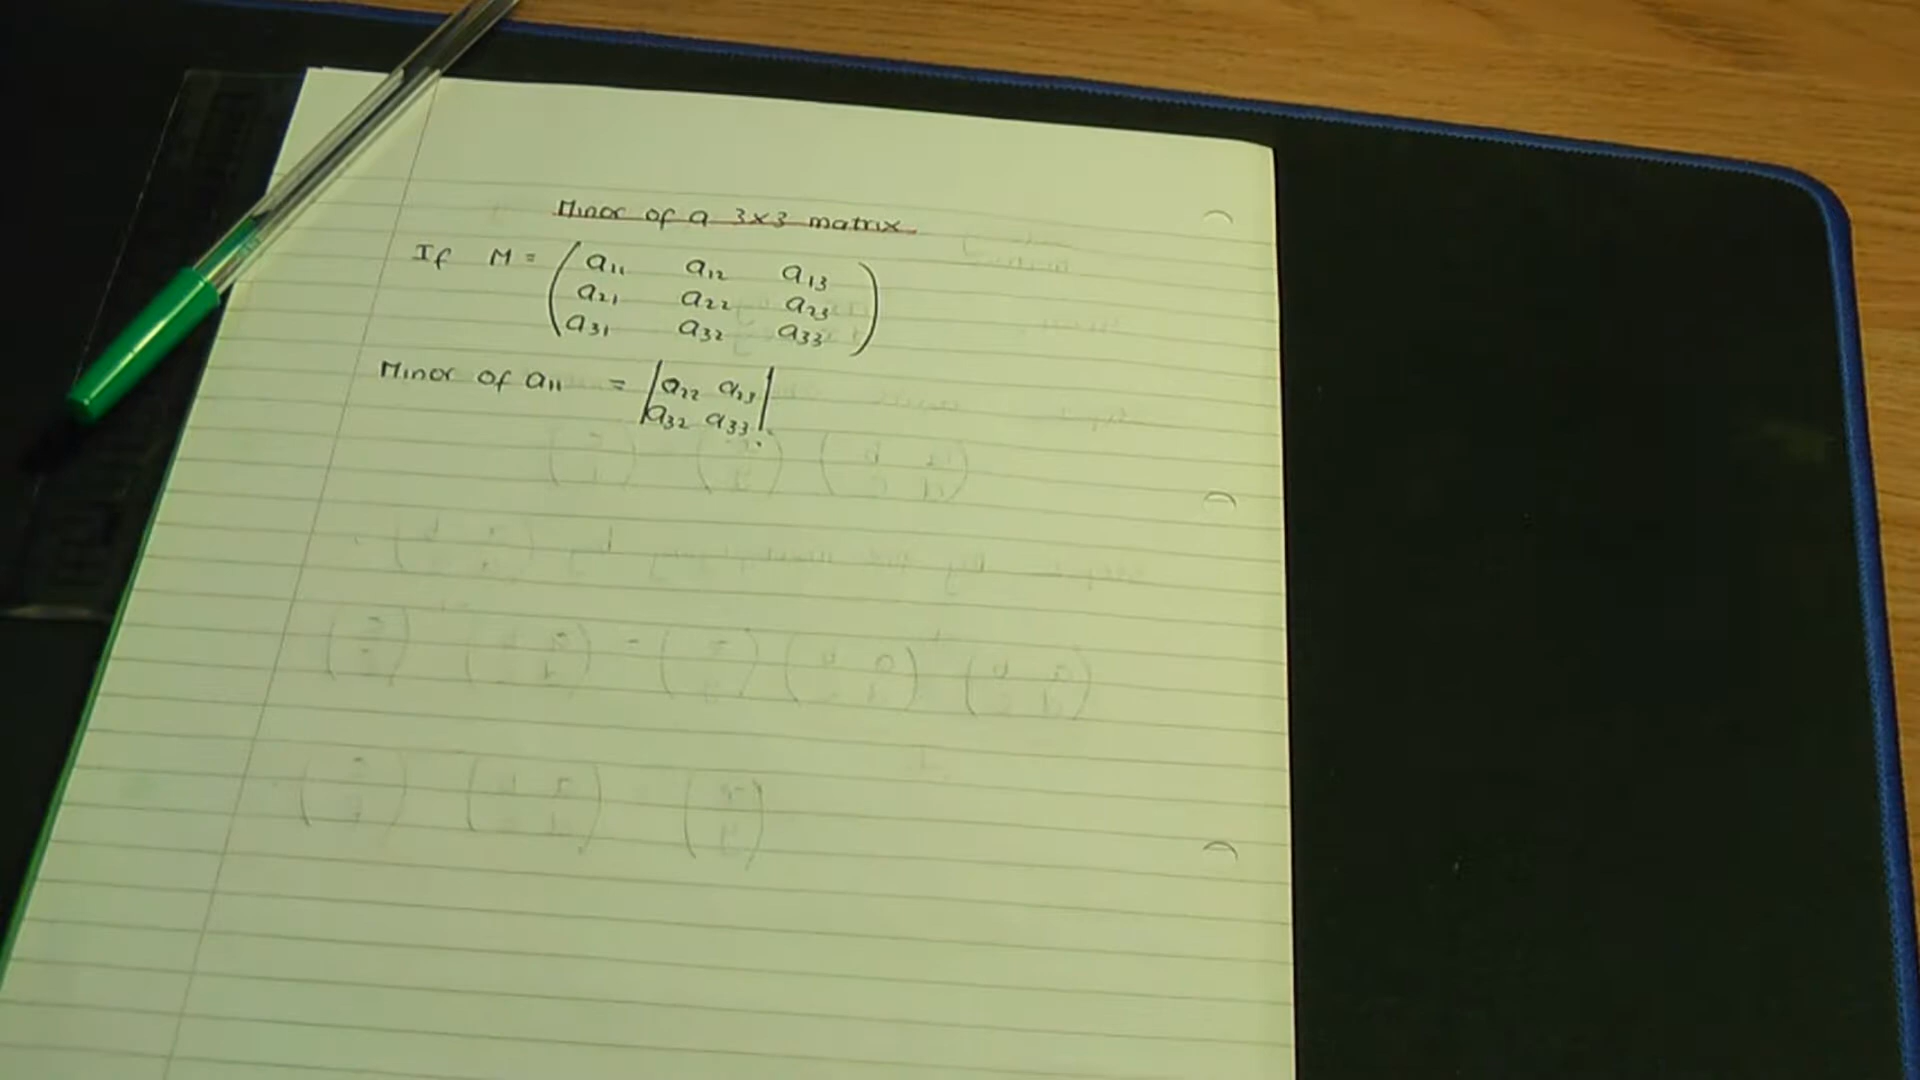 Minor of a 3x3 matrix
If M = ( a11 a12 a13
a21 a22 a23
a31 a32 a33 )
Minor of a11 = | a22 a23
a32 a33 |.